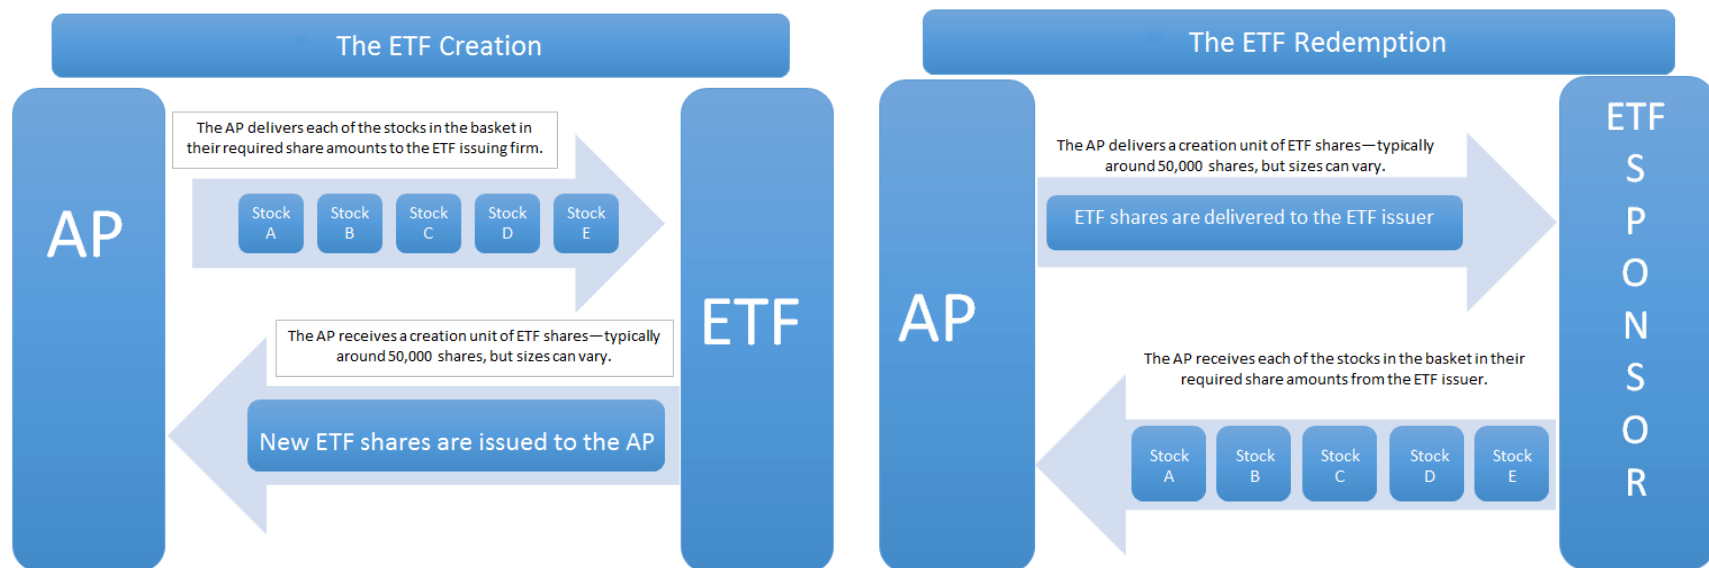 The ETF Creation
AP
The AP delivers each of the stocks in the basket in
their required share amounts to the ETF issuing firm.
Stock
A
Stock
B
Stock
C
Stock
D
Stock
E
The AP receives a creation unit of ETF shares—typically
around 50,000 shares, but sizes can vary.
New ETF shares are issued to the AP
ETF
The ETF Redemption
AP
The AP delivers a creation unit of ETF shares—typically
around 50,000 shares, but sizes can vary.
ETF shares are delivered to the ETF issuer
The AP receives each of the stocks in the basket in their
required share amounts from the ETF issuer.
Stock
A
Stock
B
Stock
C
Stock
D
Stock
E
ETF
S
P
O
N
S
O
R